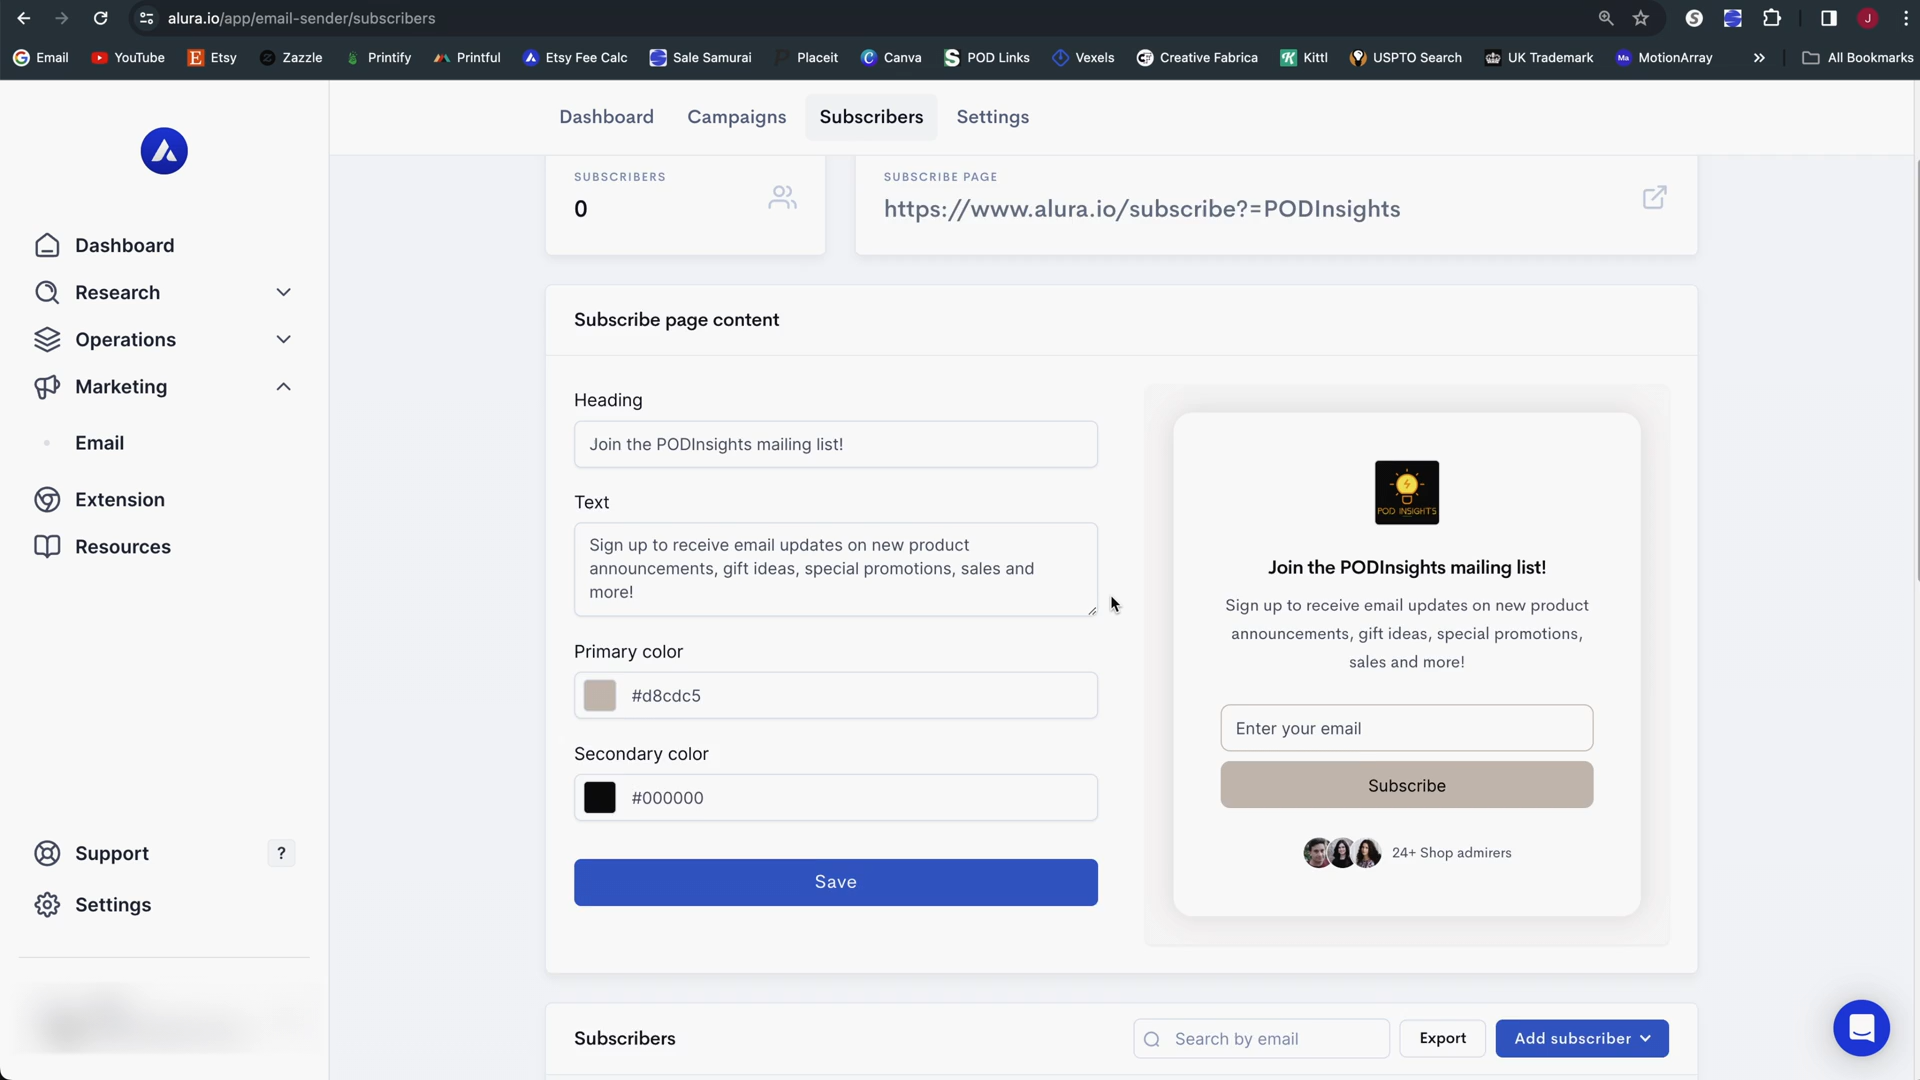 alura.io/app/email-sender/subscribers
J
Email YouTube Etsy Zazzle Printify Printful Etsy Fee Calc Sale Samurai Placeit Canva POD Links Vexels Creative Fabrica Kittl USPTO Search UK Trademark MotionArray » All Bookmarks
Dashboard Campaigns Subscribers Settings
SUBSCRIBERS
0
SUBSCRIBE PAGE
https://www.alura.io/subscribe?=PODInsights
Dashboard
Research
Operations
Marketing
Email
Extension
Resources
Support ?
Settings
Subscribe page content
Heading
Join the PODInsights mailing list!
Text
Sign up to receive email updates on new product
announcements, gift ideas, special promotions, sales and
more!
Primary color
#d8cdc5
Secondary color
#000000
Save
POD INSIGHTS
Join the PODInsights mailing list!
Sign up to receive email updates on new product
announcements, gift ideas, special promotions,
sales and more!
Enter your email
Subscribe
24+ Shop admirers
Subscribers
Search by email
Export
Add subscriber